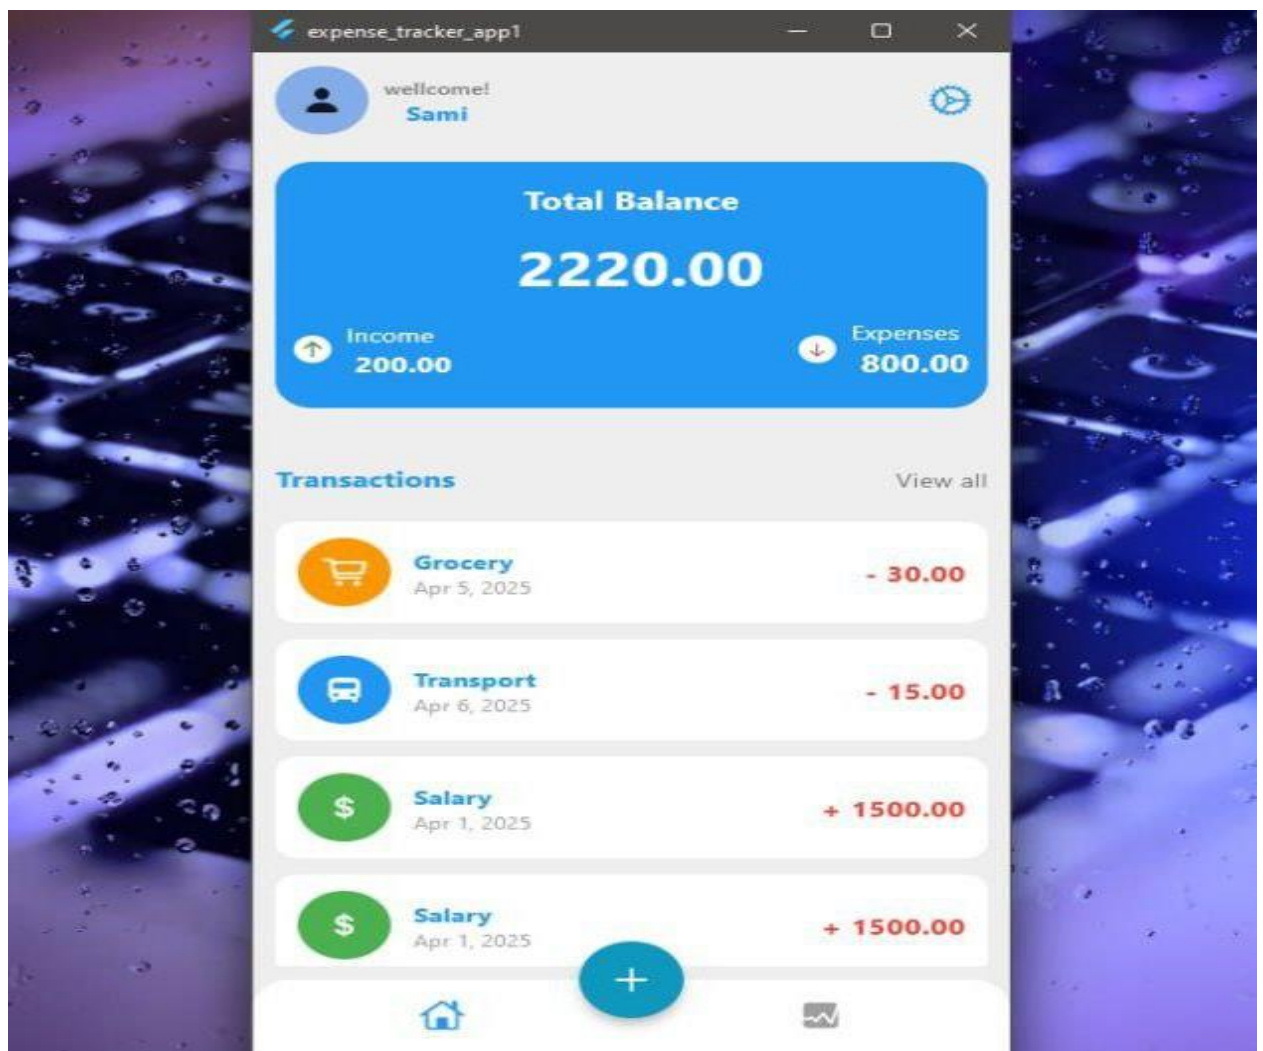 expense_tracker_app1
wellcome!
Sami
Total Balance
2220.00
Income
200.00
Expenses
800.00
Transactions
View all
Grocery
Apr 5, 2025
- 30.00
Transport
Apr 6, 2025
- 15.00
Salary
Apr 1, 2025
+ 1500.00
Salary
Apr 1, 2025
+ 1500.00